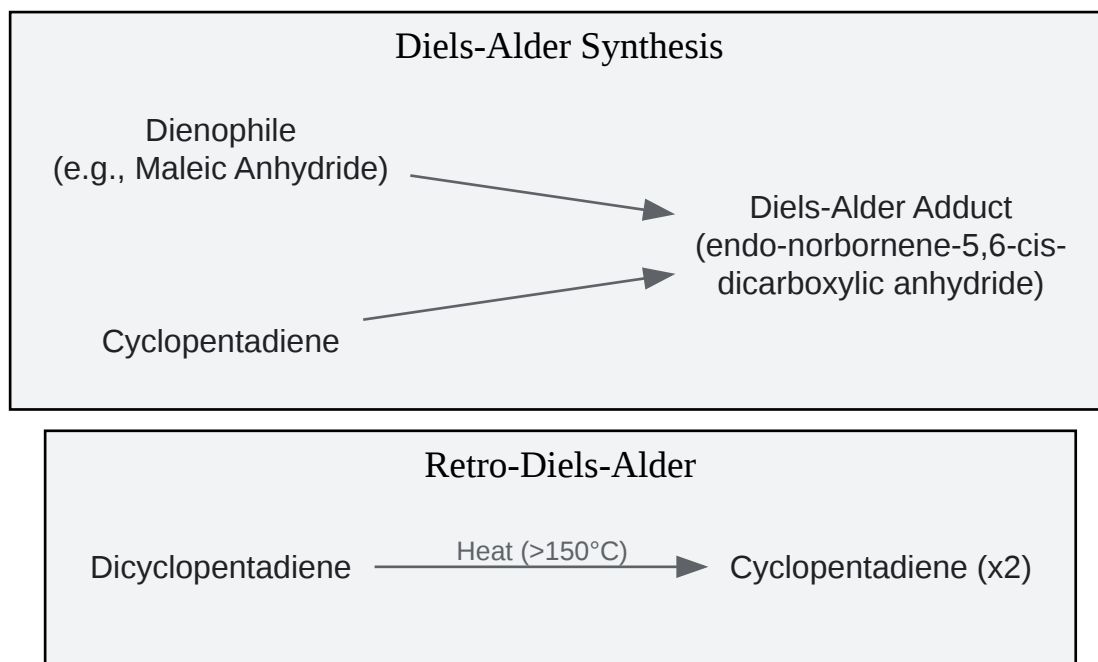 Diels-Alder Synthesis
Dienophile
(e.g., Maleic Anhydride)
Diels-Alder Adduct
(endo-norbornene-5,6-cis-
dicarboxylic anhydride)
Cyclopentadiene
Retro-Diels-Alder
Dicyclopentadiene
Heat (>150°C)
Cyclopentadiene (x2)